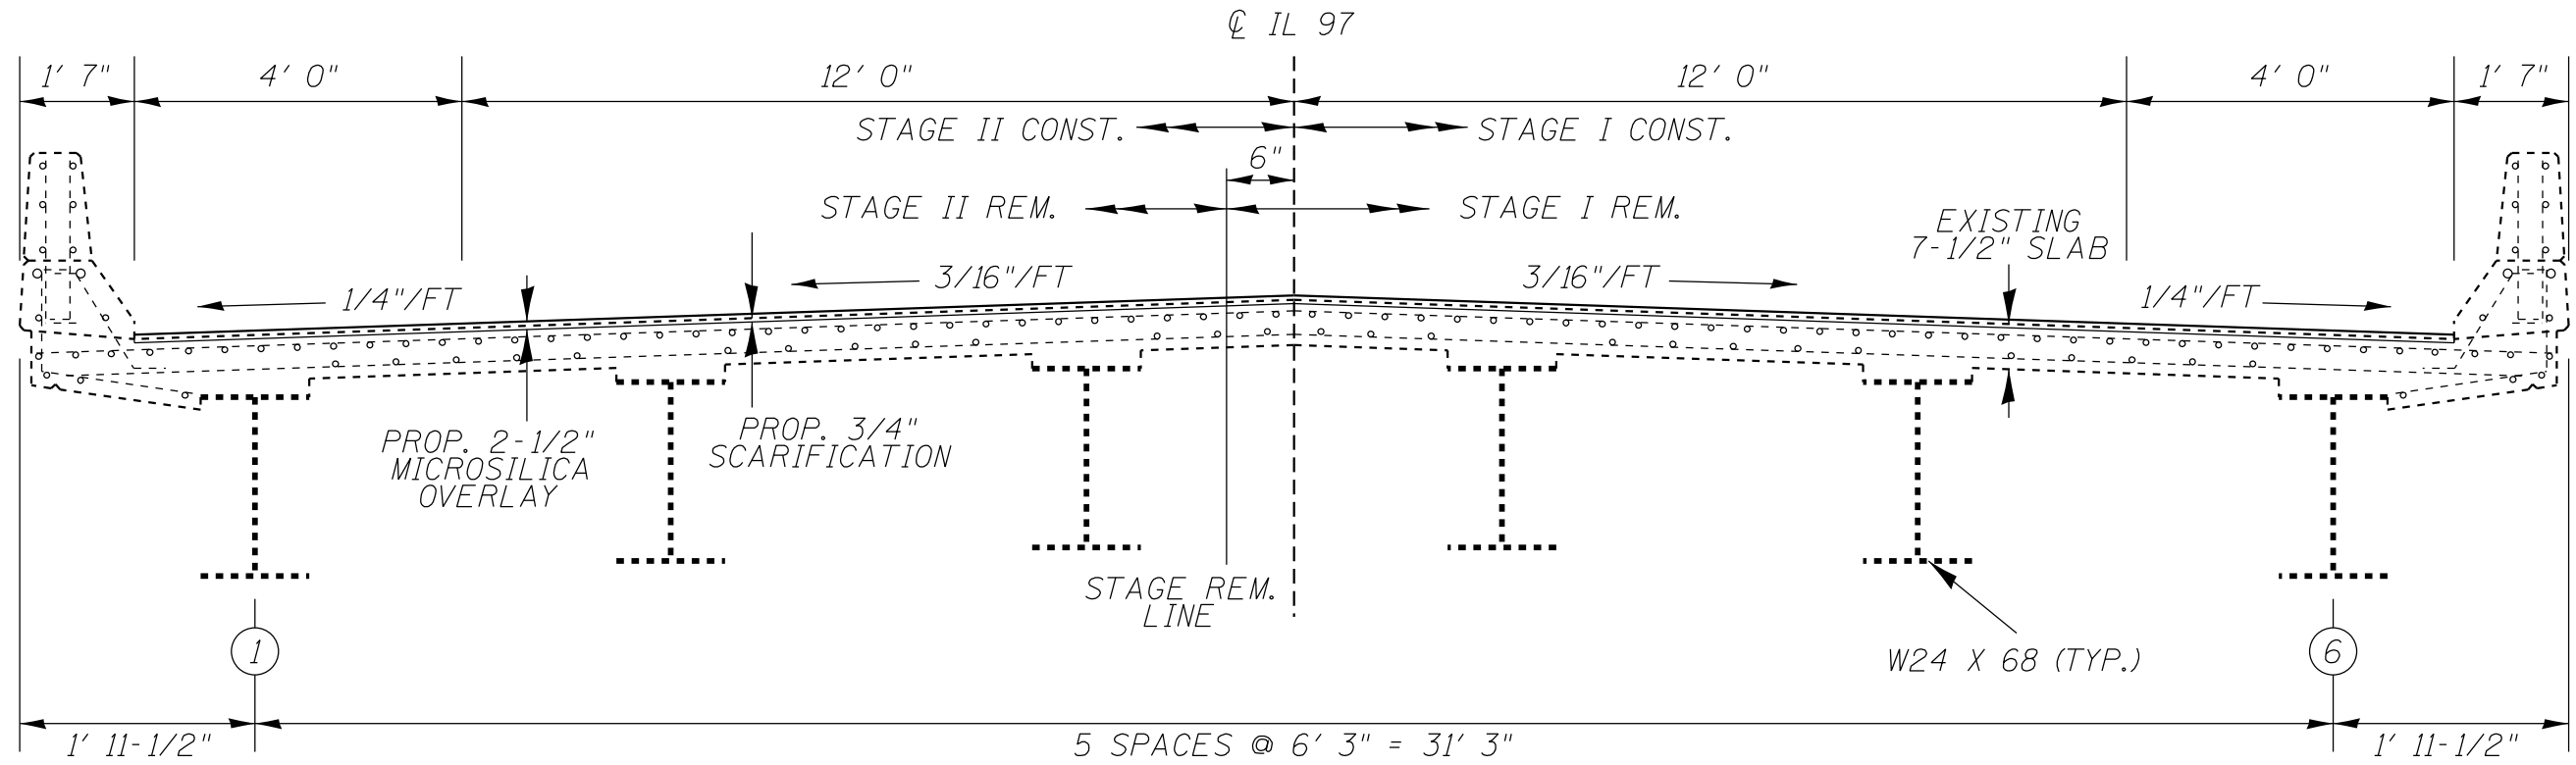 ℄ IL 97
1' 7"
4' 0"
12' 0"
12' 0"
4' 0"
1' 7"
STAGE II CONST.
STAGE I CONST.
6"
STAGE II REM.
STAGE I REM.
EXISTING
7-1/2" SLAB
1/4"/FT
3/16"/FT
3/16"/FT
1/4"/FT
PROP. 2-1/2"
MICROSILICA
OVERLAY
PROP. 3/4"
SCARIFICATION
STAGE REM.
LINE
W24 X 68 (TYP.)
1
6
1' 11-1/2"
5 SPACES @ 6' 3" = 31' 3"
1' 11-1/2"